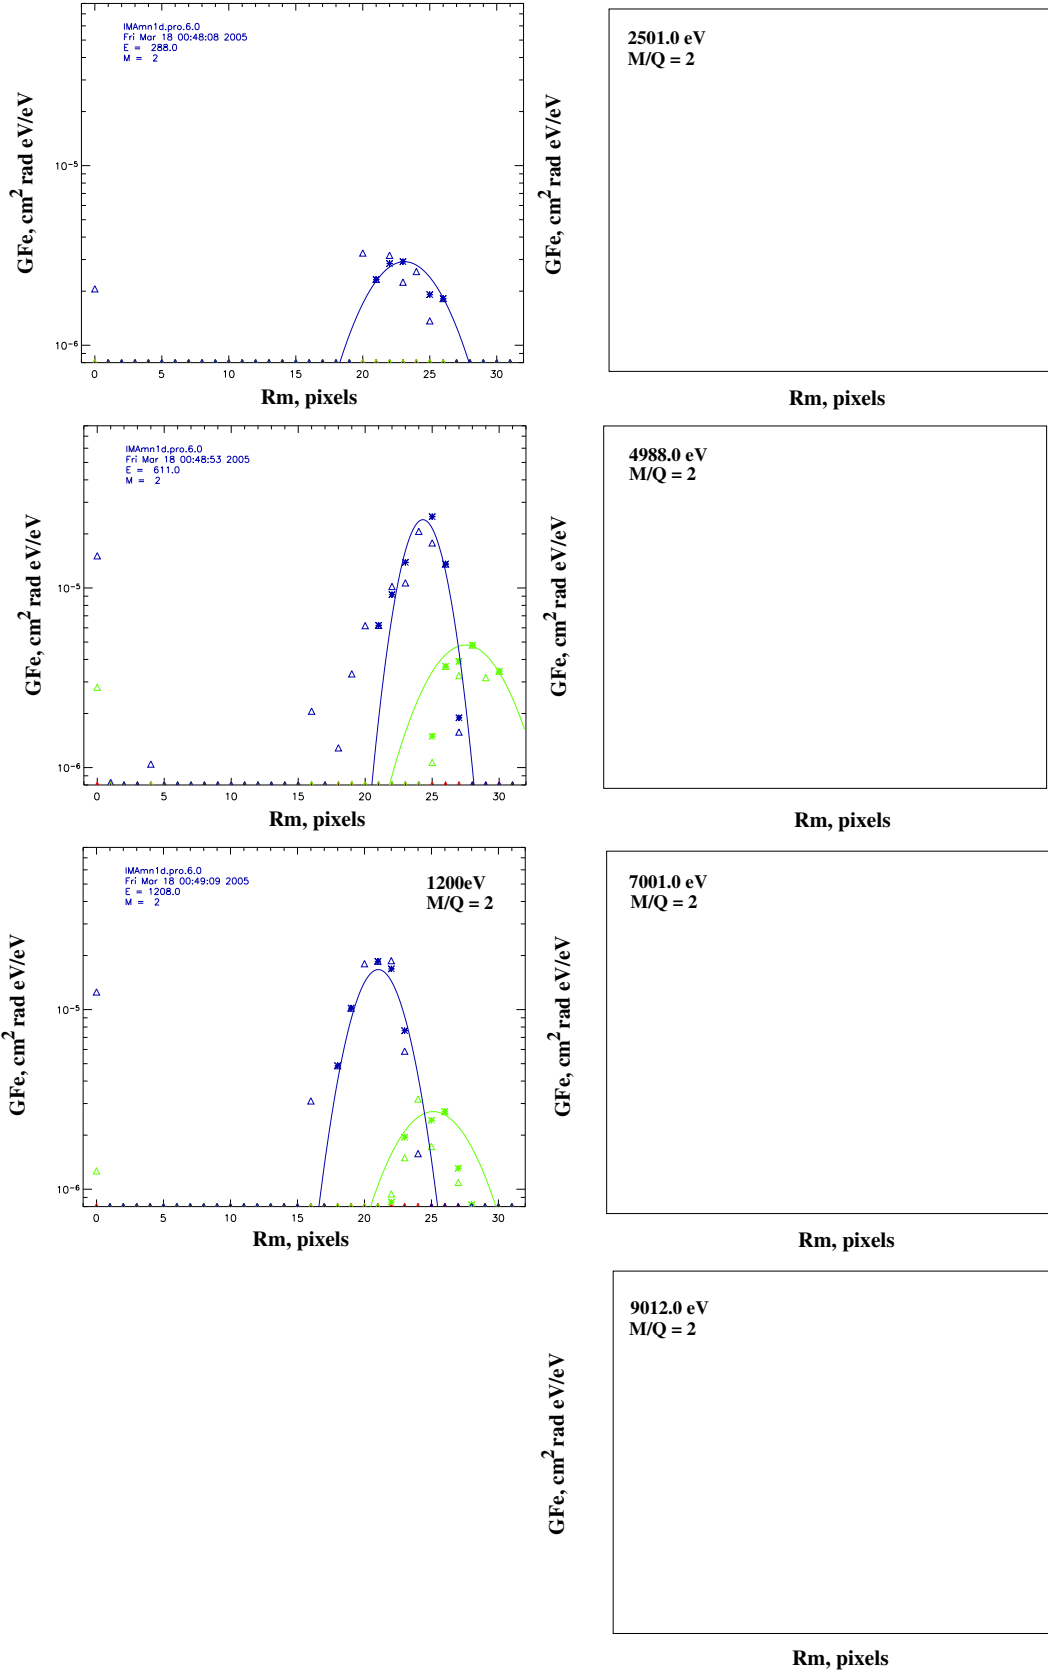 IMAmn1d.pro.6.0
Fri Mar 18 00:48:08 2005
E = 288.0
M = 2
GFe, cm2 rad eV/eV
10-5
10-6
0 5 10 15 20 25 30
Rm, pixels
2501.0 eV
M/Q = 2
GFe, cm2 rad eV/eV
Rm, pixels
IMAmn1d.pro.6.0
Fri Mar 18 00:48:53 2005
E = 611.0
M = 2
GFe, cm2 rad eV/eV
10-5
10-6
0 5 10 15 20 25 30
Rm, pixels
4988.0 eV
M/Q = 2
GFe, cm2 rad eV/eV
Rm, pixels
IMAmn1d.pro.6.0
Fri Mar 18 00:49:09 2005
E = 1208.0
M = 2
1200eV
M/Q = 2
GFe, cm2 rad eV/eV
10-5
10-6
0 5 10 15 20 25 30
Rm, pixels
7001.0 eV
M/Q = 2
GFe, cm2 rad eV/eV
Rm, pixels
9012.0 eV
M/Q = 2
GFe, cm2 rad eV/eV
Rm, pixels